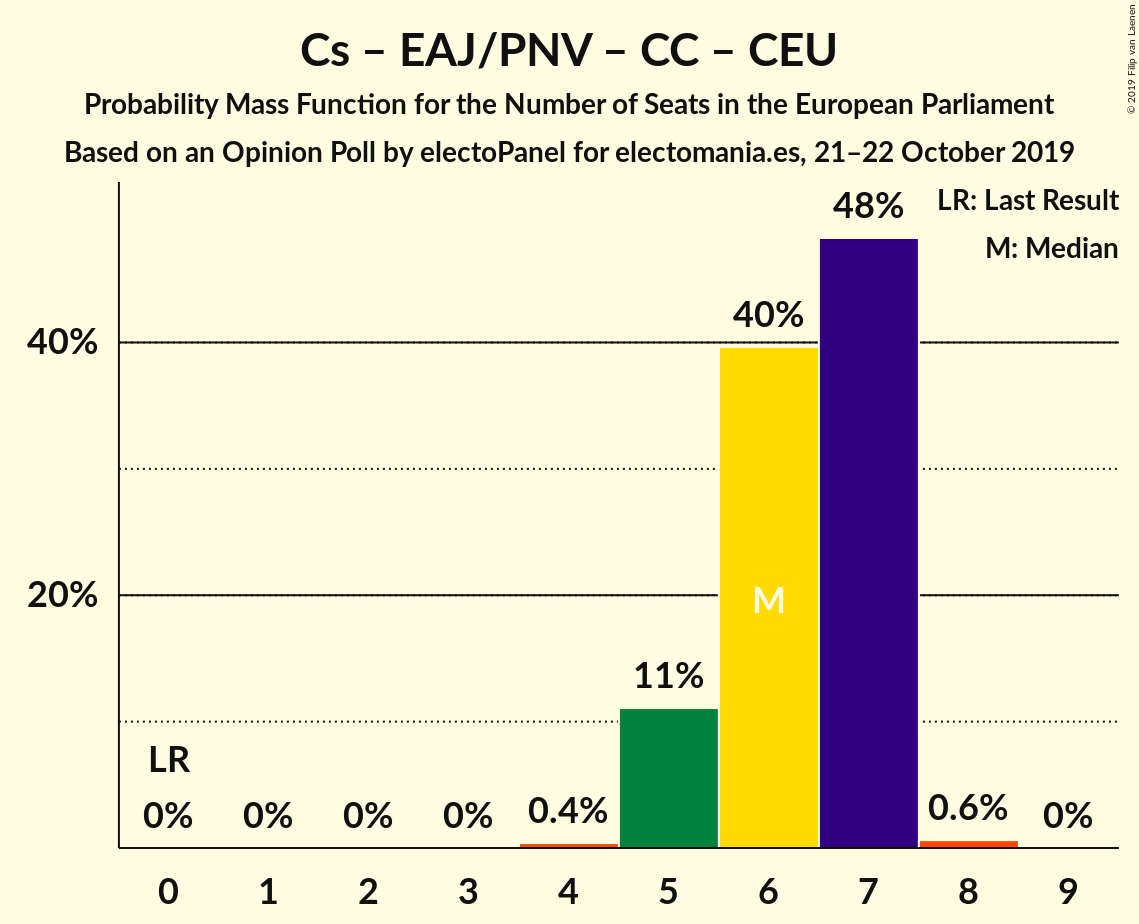 Cs – EAJ/PNV – CC – CEU
Probability Mass Function for the Number of Seats in the European Parliament
Based on an Opinion Poll by electoPanel for electomania.es, 21–22 October 2019
© 2019 Filip van Laenen
LR: Last Result
M: Median
48%
40%
40%
20%
M
11%
LR
0%
0%
0%
0%
0.4%
0.6%
0%
0 1 2 3 4 5 6 7 8 9